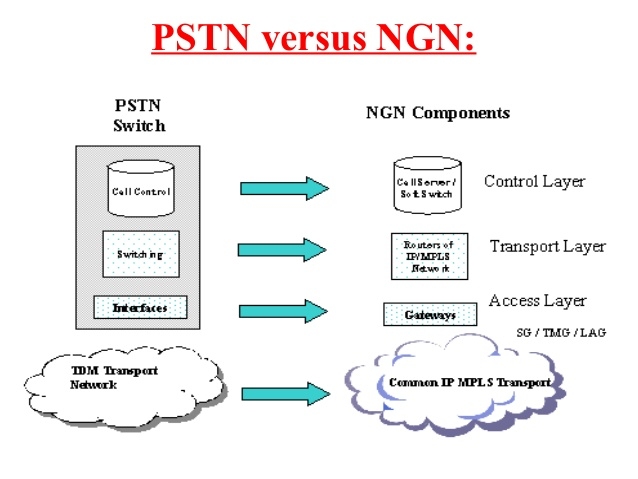 PSTN versus NGN:
PSTN
Switch
NGN Components
Call Control
Call Server /
Soft Switch
Control Layer
Switching
Routers of
IP/MPLS
Network
Transport Layer
Interfaces
Gateways
Access Layer
SG / TMG / LAG
TDM Transport
Network
Common IP MPLS Transport